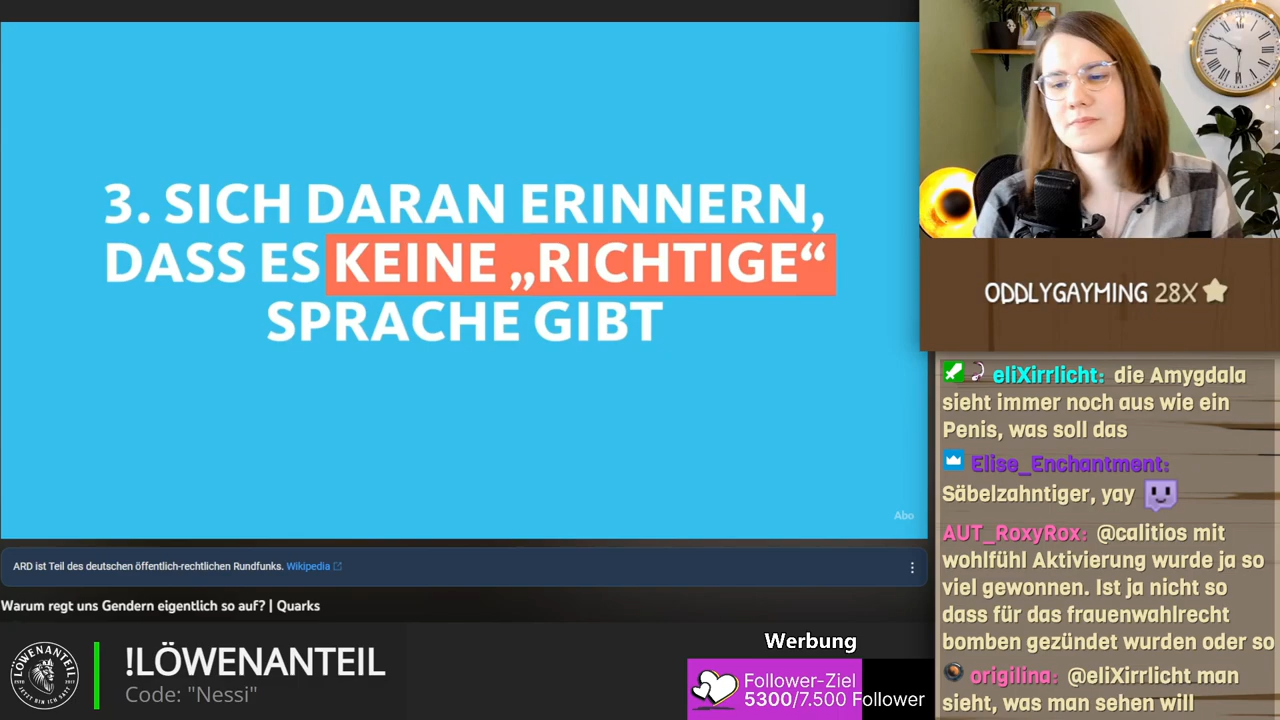 3. SICH DARAN ERINNERN,
DASS ES KEINE „RICHTIGE“
SPRACHE GIBT
Abo
ARD ist Teil des deutschen öffentlich-rechtlichen Rundfunks. Wikipedia
Warum regt uns Gendern eigentlich so auf? | Quarks
LÖWENANTEIL
!LÖWENANTEIL
Code: "Nessi"
Werbung
Follower-Ziel
5300/7.500 Follower
ODDLYGAYMING 28X
eliXirrlicht: die Amygdala
sieht immer noch aus wie ein
Penis, was soll das
Elise_Enchantment:
Säbelzahntiger, yay
AUT_RoxyRox: @calitios mit
wohlfühl Aktivierung wurde ja so
viel gewonnen. Ist ja nicht so
dass für das frauenwahlrecht
bomben gezündet wurden oder so
origilina: @eliXirrlicht man
sieht, was man sehen will